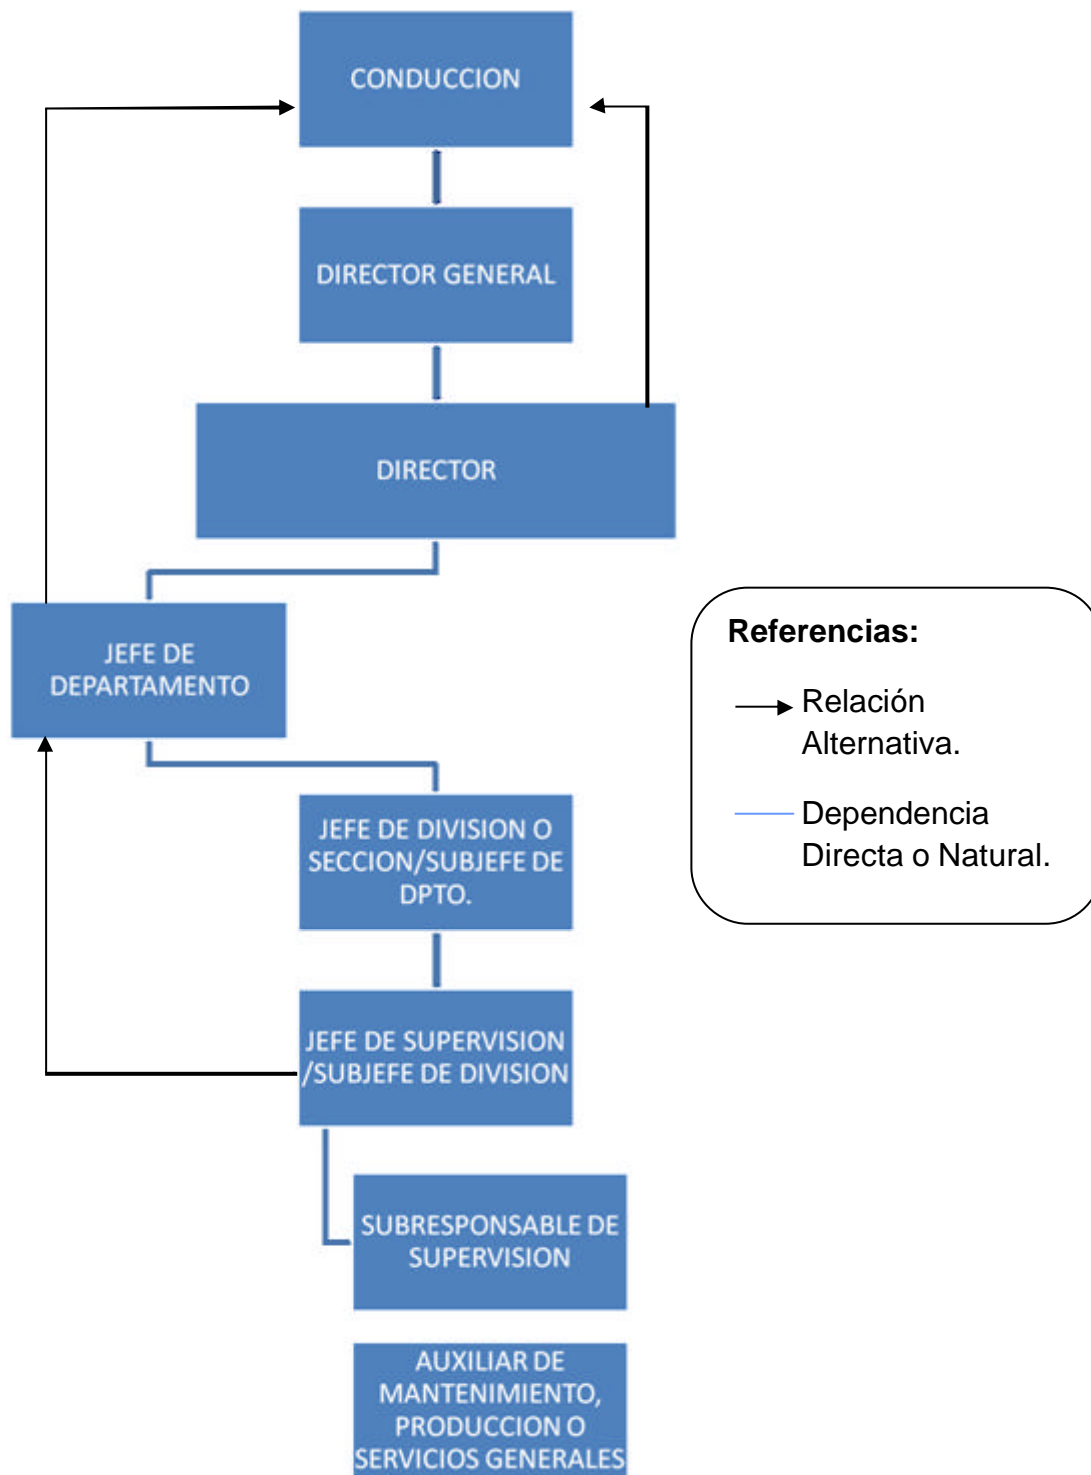 CONDUCCION
DIRECTOR GENERAL
DIRECTOR
JEFE DE
DEPARTAMENTO
Referencias:
Relación
Alternativa.
Dependencia
Directa o Natural.
JEFE DE DIVISION O
SECCION/SUBJEFE DE
DPTO.
JEFE DE SUPERVISION
/SUBJEFE DE DIVISION
SUBRESPONSABLE DE
SUPERVISION
AUXILIAR DE
MANTENIMIENTO,
PRODUCCION O
SERVICIOS GENERALES